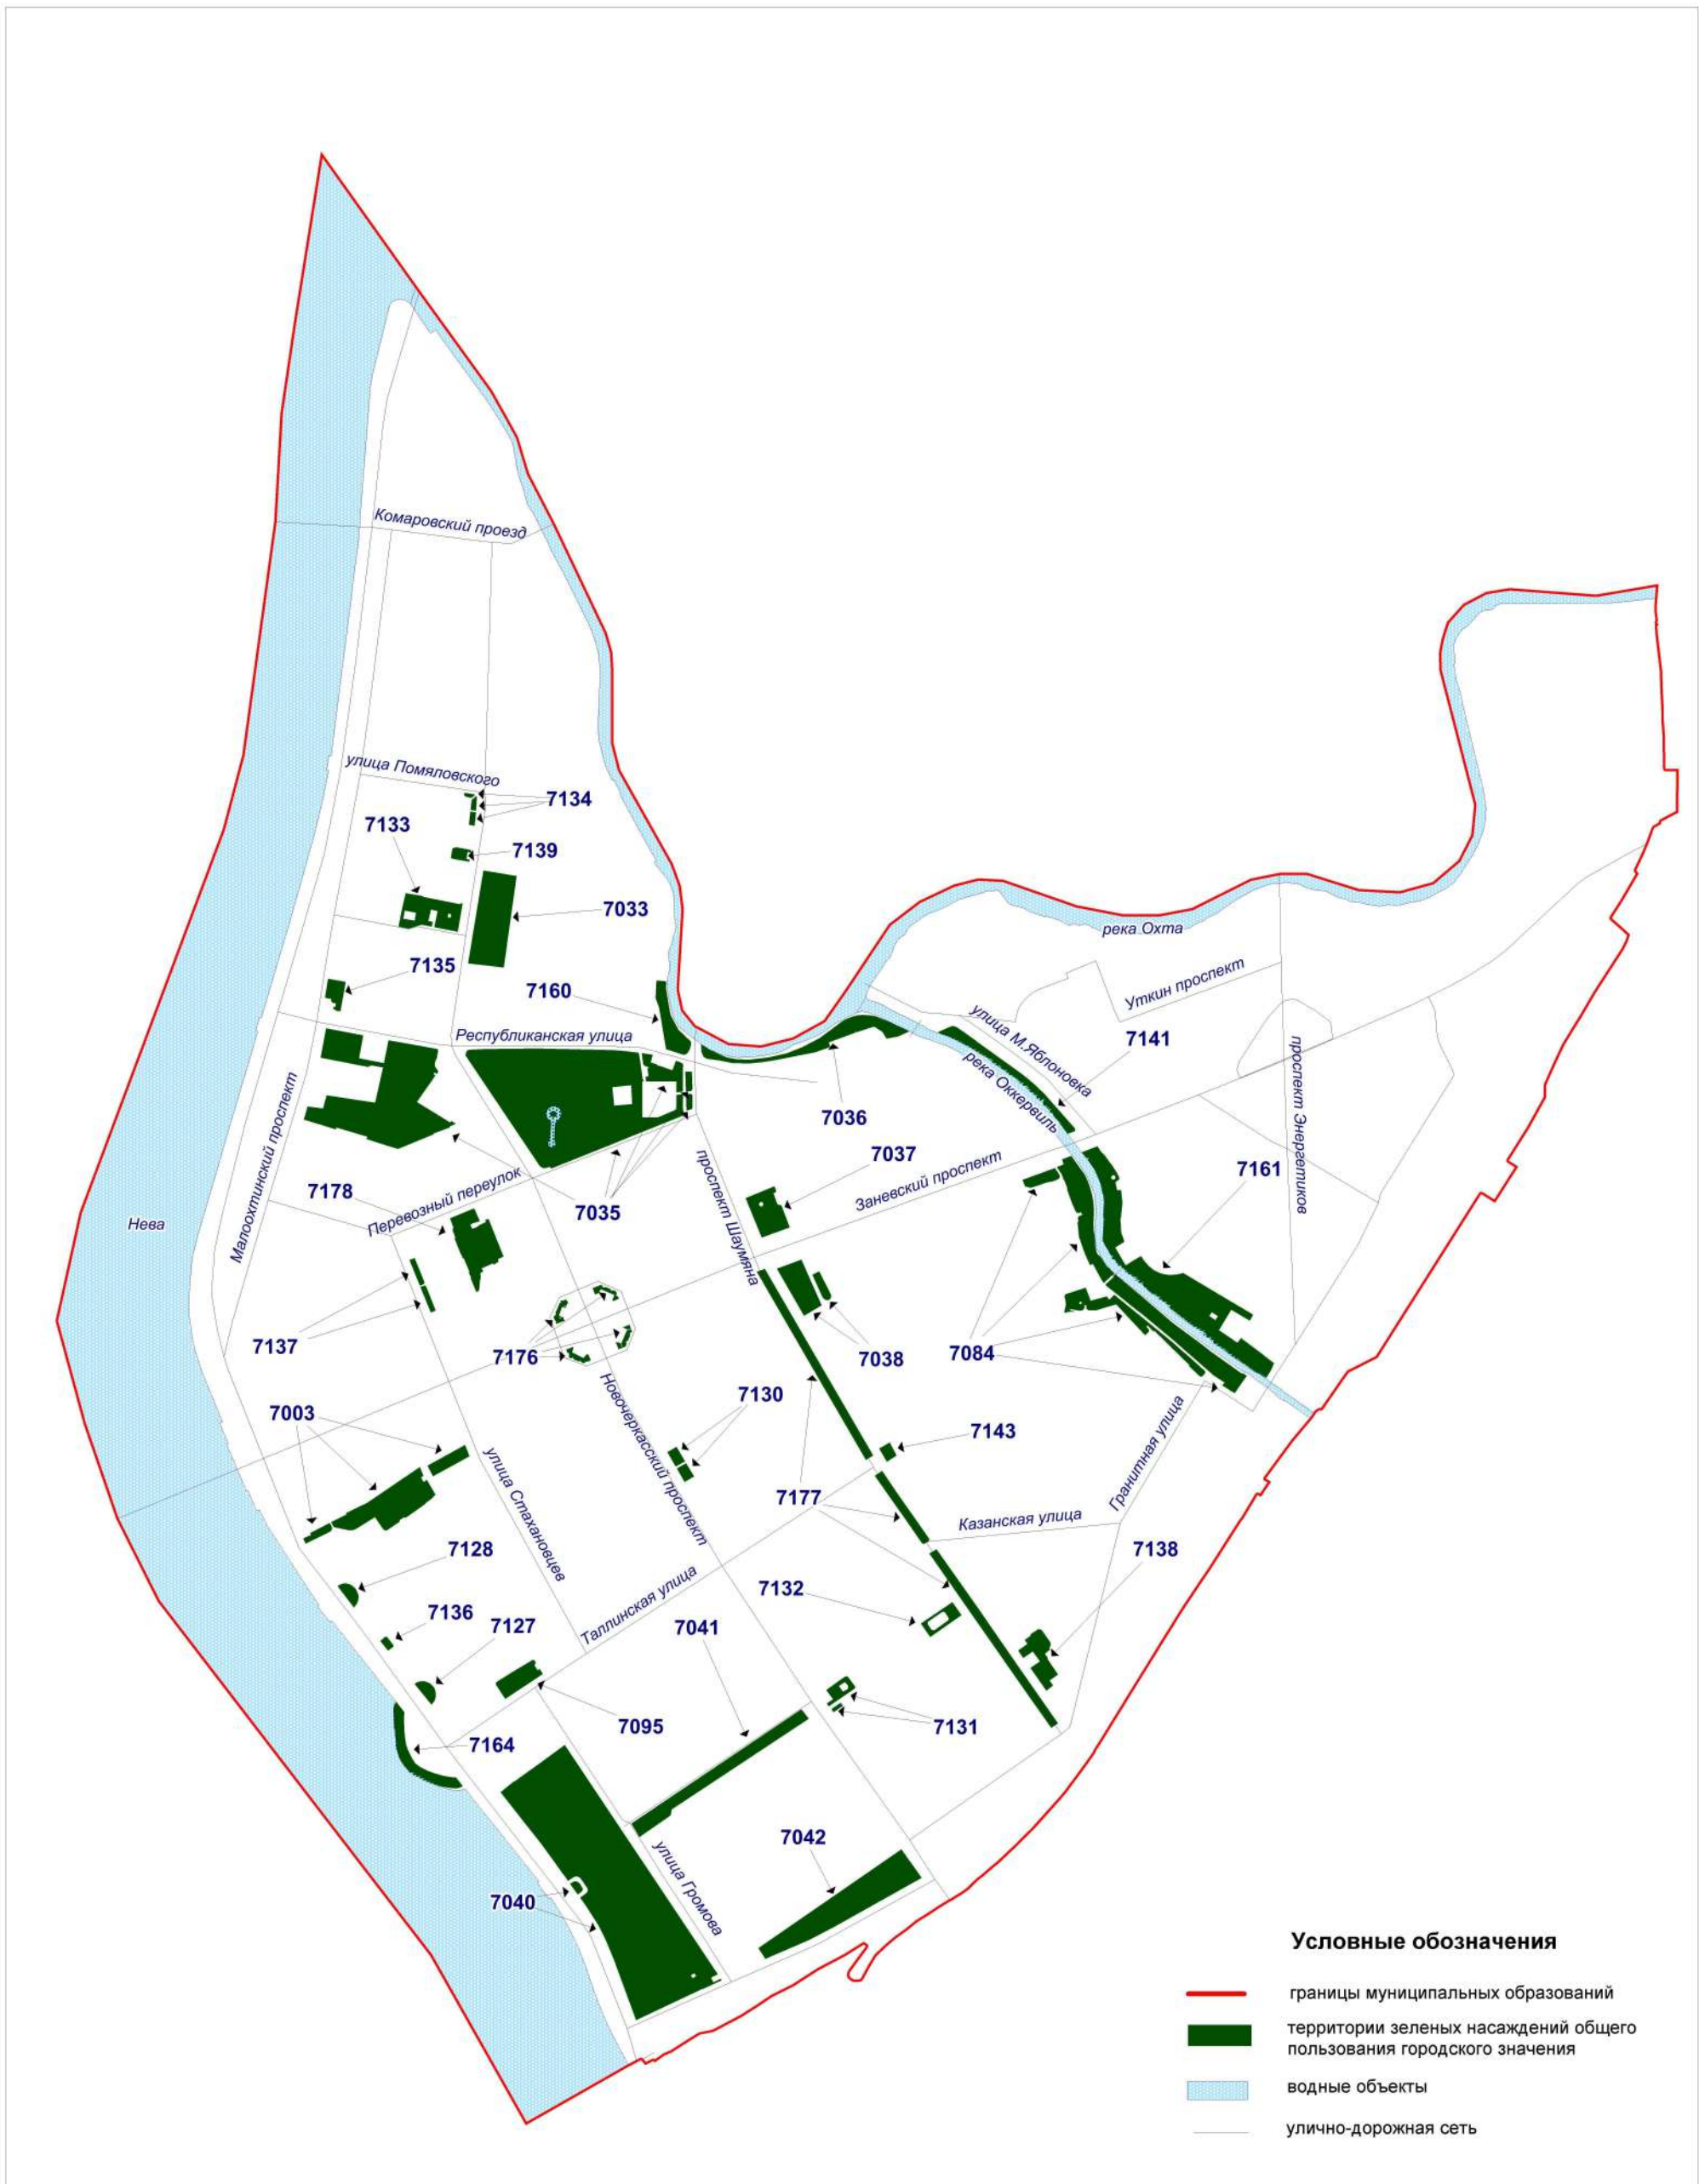 Комаровский проезд
улица Помяловского
7134
7133
7139
7033
река Охта
7135
Уткин проспект
7160
улица М.Яблоновка
Республиканская улица
7141
река Оккервиль
проспект Энергетиков
Малоохтинский проспект
7036
7037
проспект Шаумяна
Заневский проспект
7161
7178
Перевозный переулок
7035
Нева
7137
7176
7038
7084
Новочеркасский проспект
7130
7003
7143
улица Стахановцев
Гранитная улица
7177
Казанская улица
7128
7138
7132
Таллинская улица
7136
7127
7041
7095
7131
7164
7042
улица Громова
7040
Условные обозначения
границы муниципальных образований
территории зеленых насаждений общего
пользования городского значения
водные объекты
улично-дорожная сеть